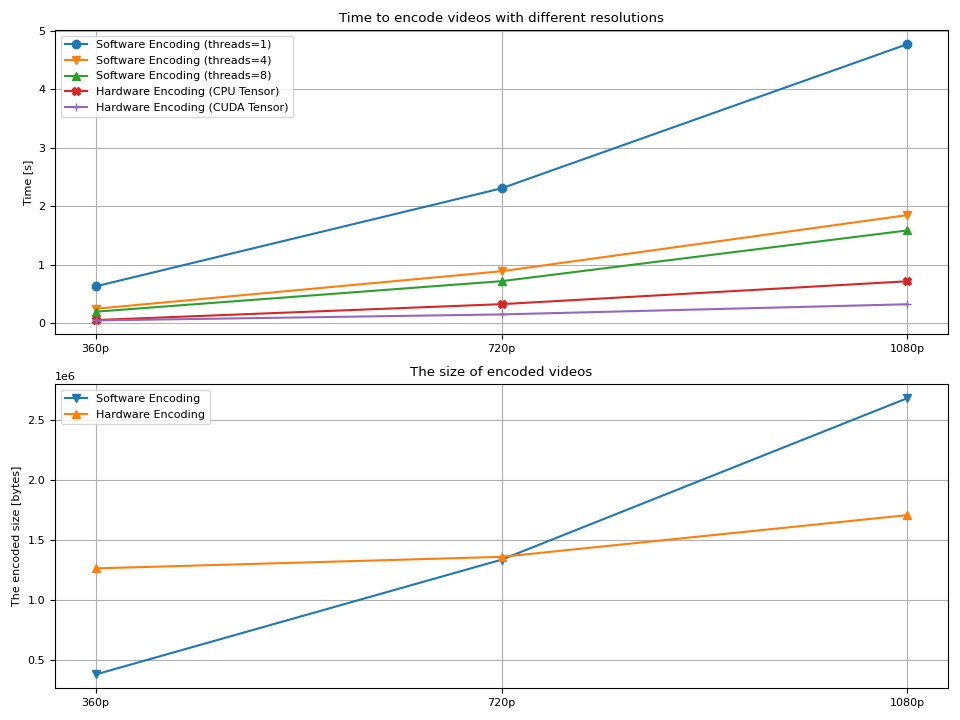 Time to encode videos with different resolutions
5
4
3
2
1
0
Time [s]
Software Encoding (threads=1)
Software Encoding (threads=4)
Software Encoding (threads=8)
Hardware Encoding (CPU Tensor)
Hardware Encoding (CUDA Tensor)
360p
720p
1080p
The size of encoded videos
1e6
2.5
2.0
1.5
1.0
0.5
The encoded size [bytes]
Software Encoding
Hardware Encoding
360p
720p
1080p